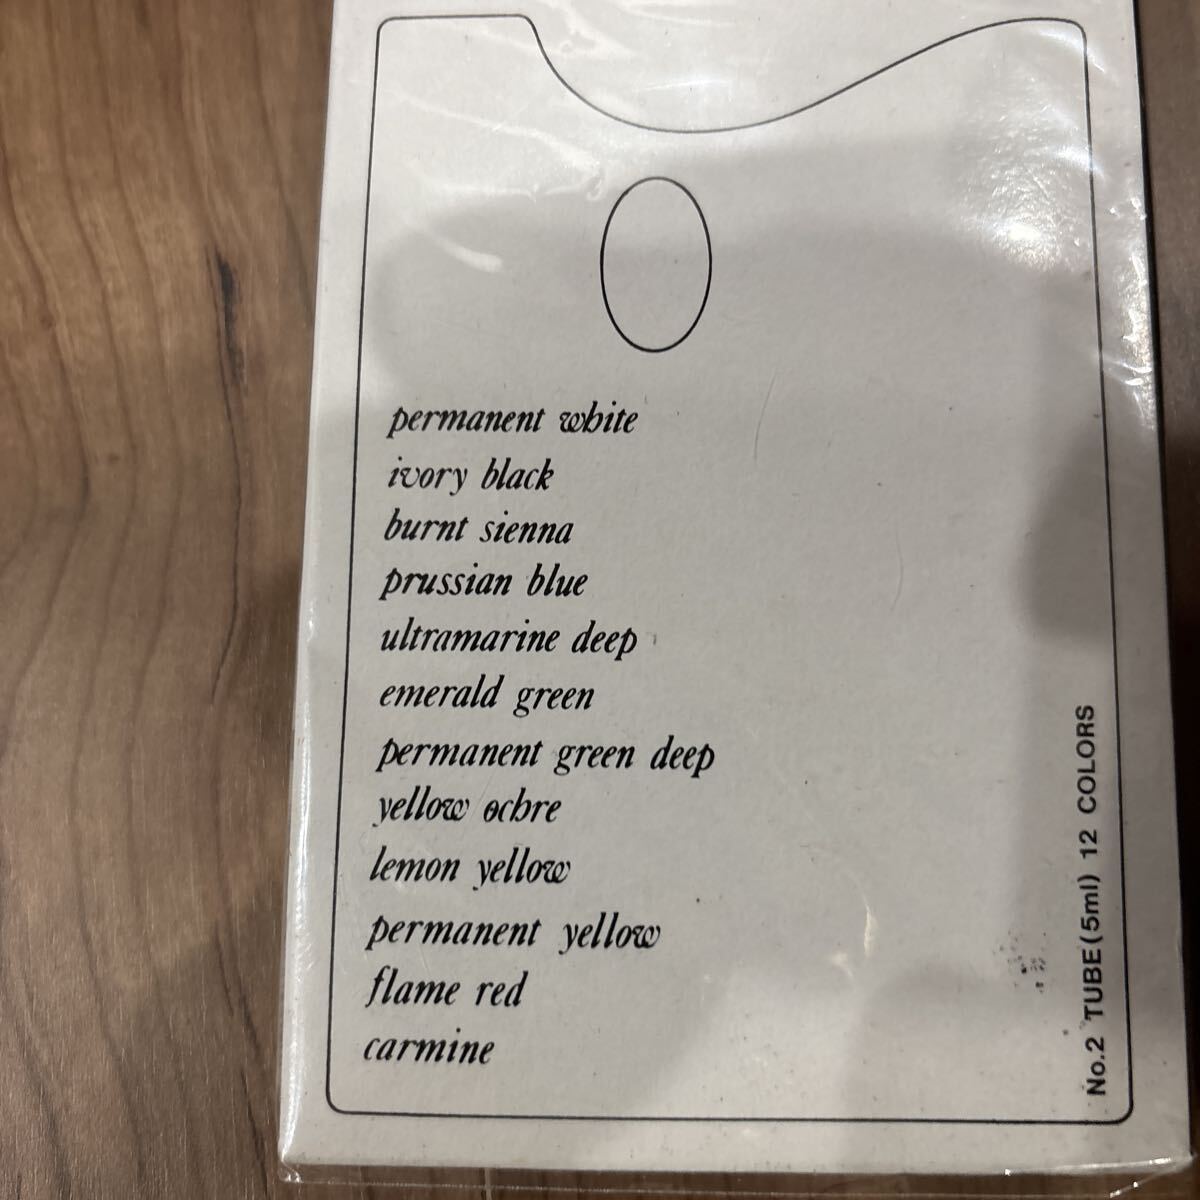 permanent white
ivory black
burnt sienna
prussian blue
ultramarine deep
emerald green
permanent green deep
yellow ochre
lemon yellow
permanent yellow
flame red
carmine
No.2 TUBE(5ml) 12 COLORS